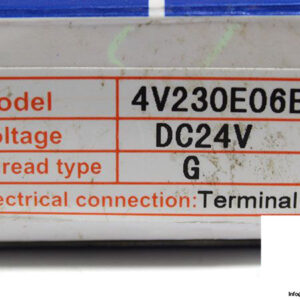 odel 4V230E06B
oltage DC24V
read type G
ectrical connection: Terminal